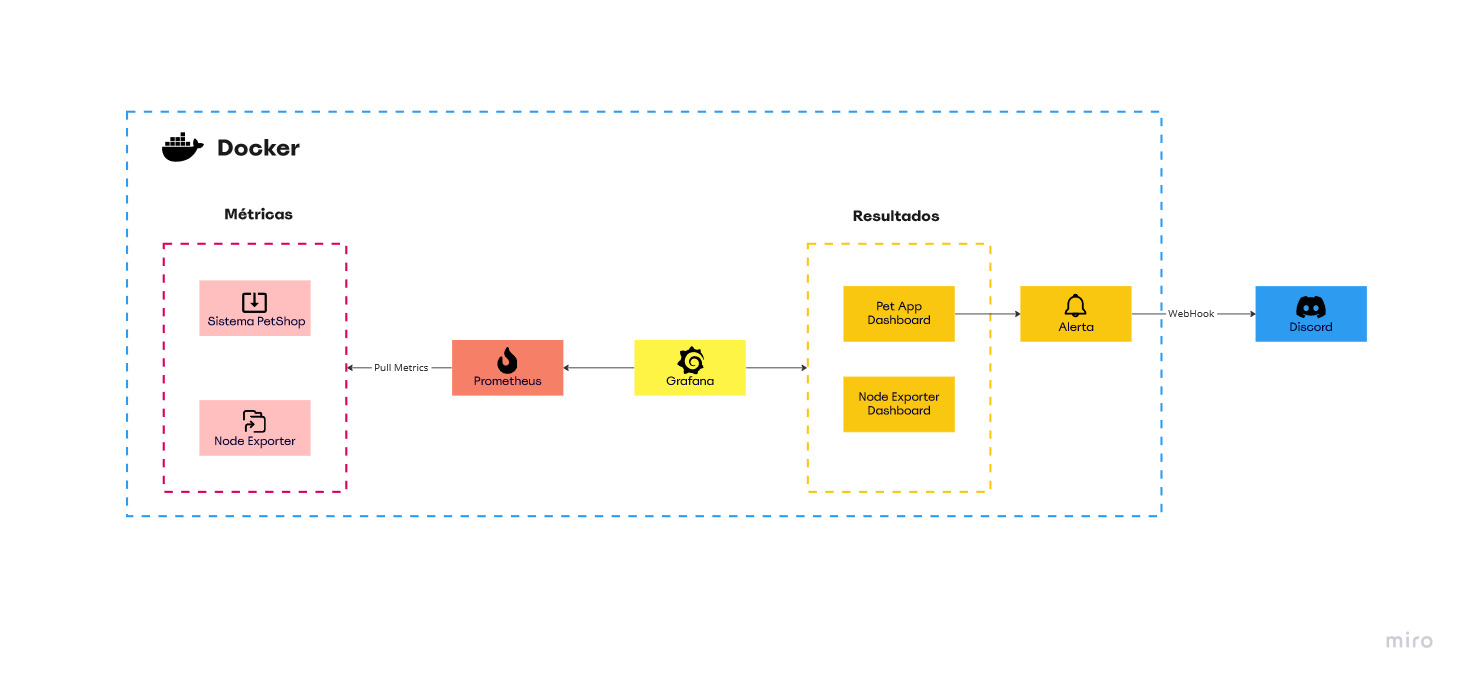 Docker
Métricas
Resultados
Sistema PetShop
Node Exporter
Pull Metrics
Prometheus
Grafana
Pet App
Dashboard
Node Exporter
Dashboard
Alerta
WebHook
Discord
miro